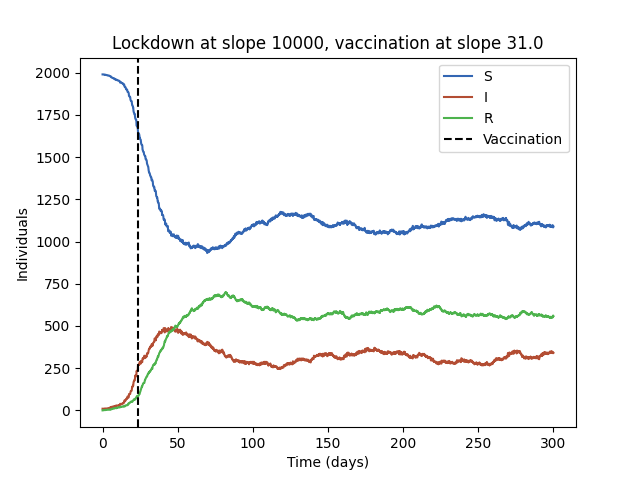 Lockdown at slope 10000, vaccination at slope 31.0
S
I
R
Vaccination
Individuals
2000
1750
1500
1250
1000
750
500
250
0
0 50 100 150 200 250 300
Time (days)